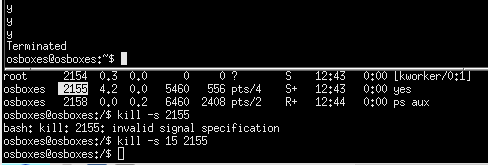 y
y
y
Terminated
osboxes@osboxes:~$
root 2154 0.3 0.0 0 0 ? S 12:43 0:00 [kworker/0:1]
osboxes 2155 4.2 0.0 5460 556 pts/4 S+ 12:43 0:00 yes
osboxes 2158 0.0 0.2 6460 2408 pts/2 R+ 12:44 0:00 ps aux
osboxes@osboxes:/$ kill -s 2155
bash: kill: 2155: invalid signal specification
osboxes@osboxes:/$ kill -s 15 2155
osboxes@osboxes:/$